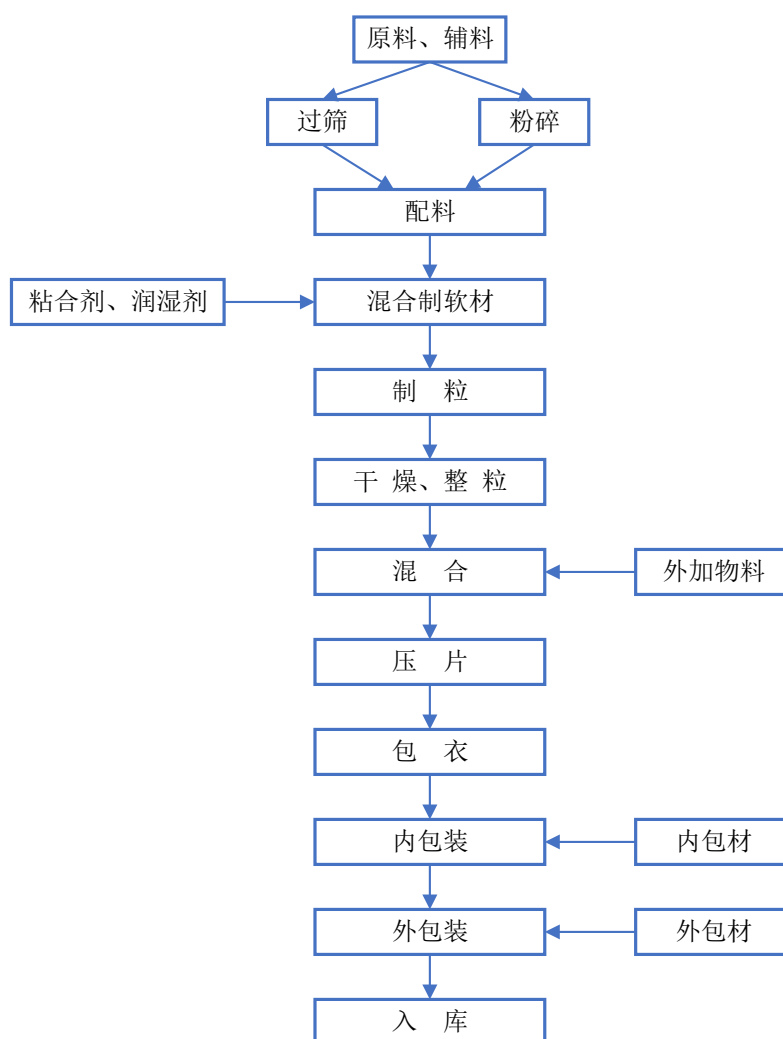 原料、辅料
过筛
粉碎
配料
粘合剂、润湿剂
混合制软材
制 粒
干 燥、整 粒
混 合
外加物料
压 片
包 衣
内包装
内包材
外包装
外包材
入 库